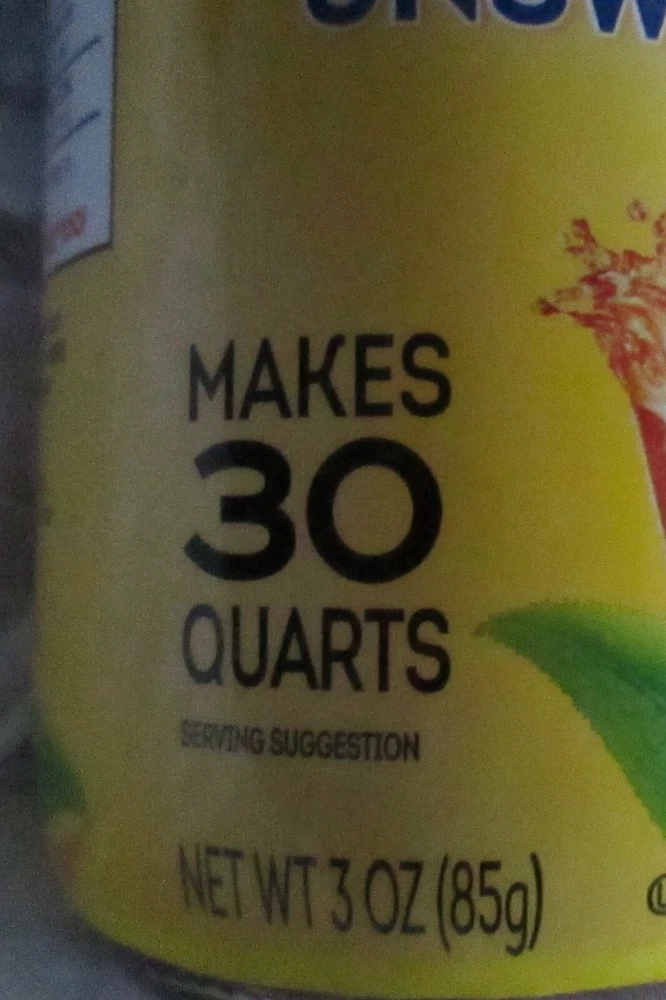 MAKES
30
QUARTS
SERVING SUGGESTION
NET WT 3 OZ (85g)